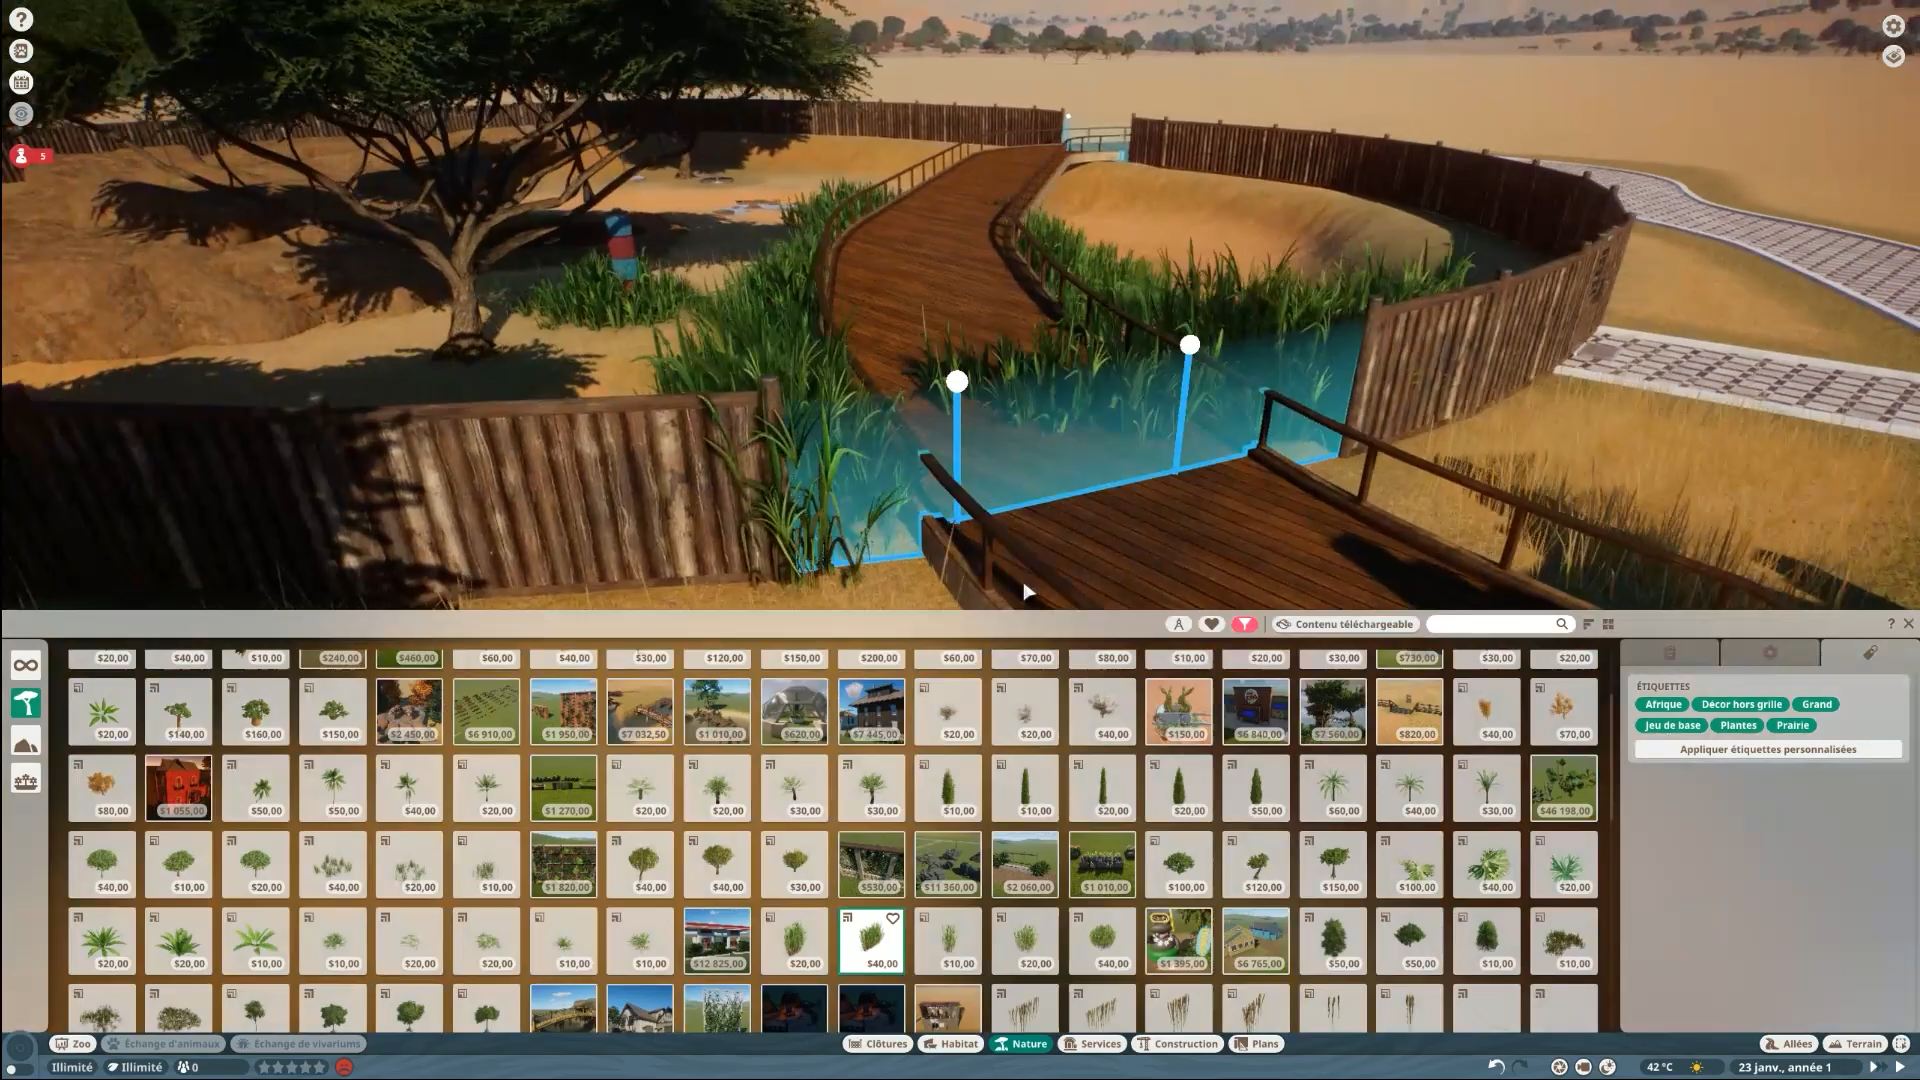 ?
5
Contenu téléchargeable
? ×
$20,00 $40,00 $10,00 $240,00 $460,00 $60,00 $40,00 $30,00 $120,00 $150,00 $200,00 $60,00 $70,00 $80,00 $10,00 $20,00 $30,00 $730,00 $30,00 $20,00
$20,00 $140,00 $160,00 $150,00 $2 450,00 $6 910,00 $1 950,00 $7 032,50 $1 010,00 $620,00 $7 445,00 $20,00 $20,00 $40,00 $150,00 $6 840,00 $7 560,00 $820,00 $40,00 $70,00
$80,00 $1 055,00 $50,00 $50,00 $40,00 $20,00 $1 270,00 $20,00 $20,00 $30,00 $30,00 $10,00 $10,00 $20,00 $20,00 $50,00 $60,00 $40,00 $30,00 $46 198,00
$40,00 $10,00 $20,00 $40,00 $20,00 $10,00 $1 820,00 $40,00 $40,00 $30,00 $530,00 $11 360,00 $2 060,00 $1 010,00 $100,00 $120,00 $150,00 $100,00 $40,00 $20,00
$20,00 $20,00 $10,00 $10,00 $20,00 $20,00 $10,00 $10,00 $12 825,00 $20,00 $40,00 $10,00 $20,00 $40,00 $1 395,00 $6 765,00 $50,00 $50,00 $10,00 $10,00
ÉTIQUETTES
Afrique Décor hors grille Grand
Jeu de base Plantes Prairie
Appliquer étiquettes personnalisées
Zoo Échange d'animaux Échange de vivariums Clôtures Habitat Nature Services Construction Plans Allées Terrain
Illimité Illimité 0 42 °C 23 janv., année 1